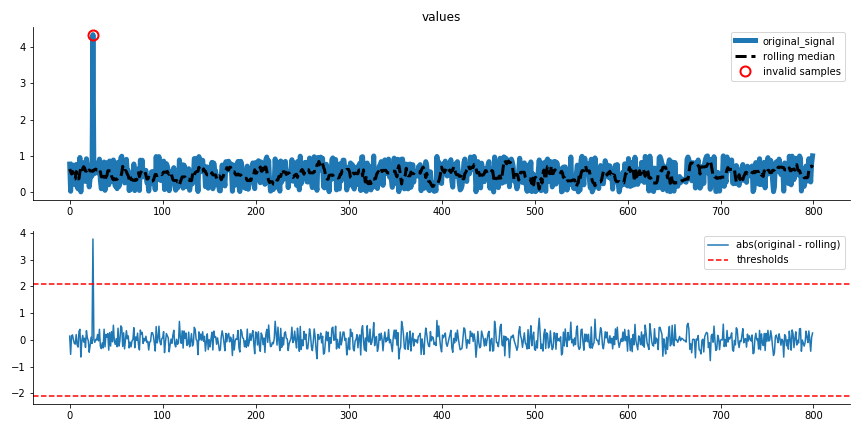 values
original_signal
rolling median
invalid samples
4
3
2
1
0
0 100 200 300 400 500 600 700 800
abs(original - rolling)
thresholds
4
3
2
1
0
−1
−2
0 100 200 300 400 500 600 700 800